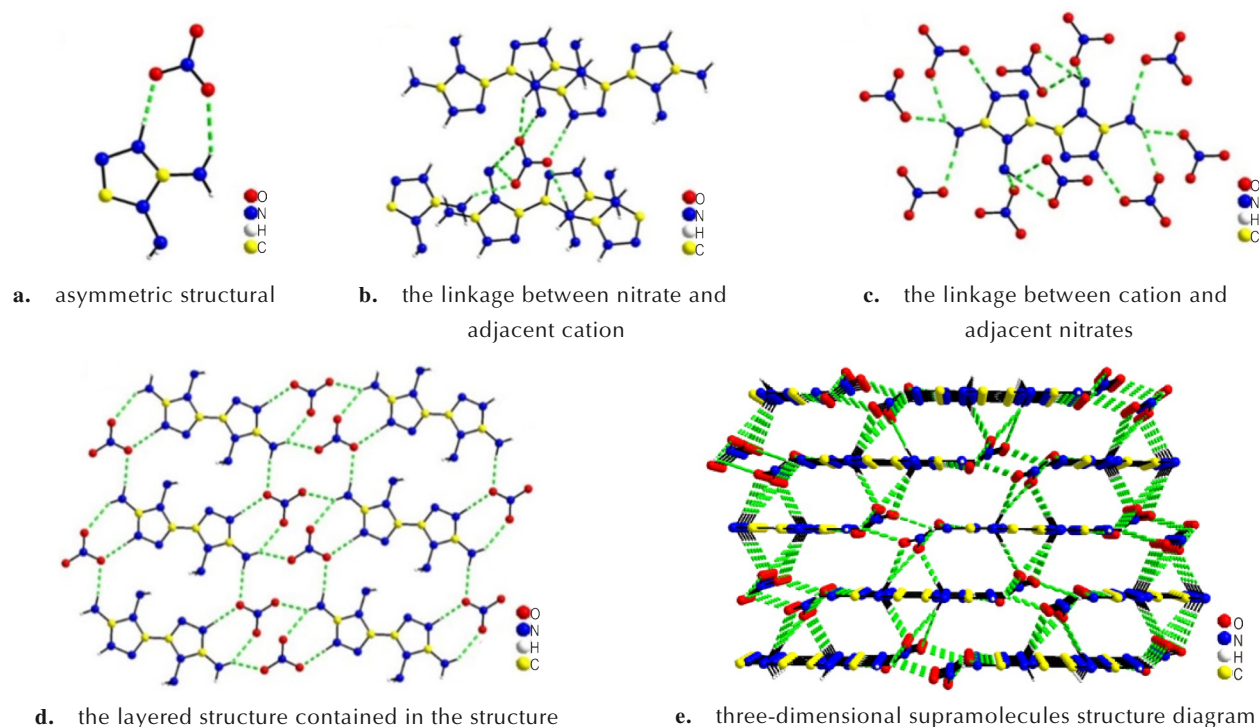 O
N
H
C
O
N
H
C
O
N
H
C
a. asymmetric structural
b. the linkage between nitrate and
adjacent cation
c. the linkage between cation and
adjacent nitrates
O
N
H
C
O
N
H
C
d. the layered structure contained in the structure
e. three-dimensional supramolecules structure diagram